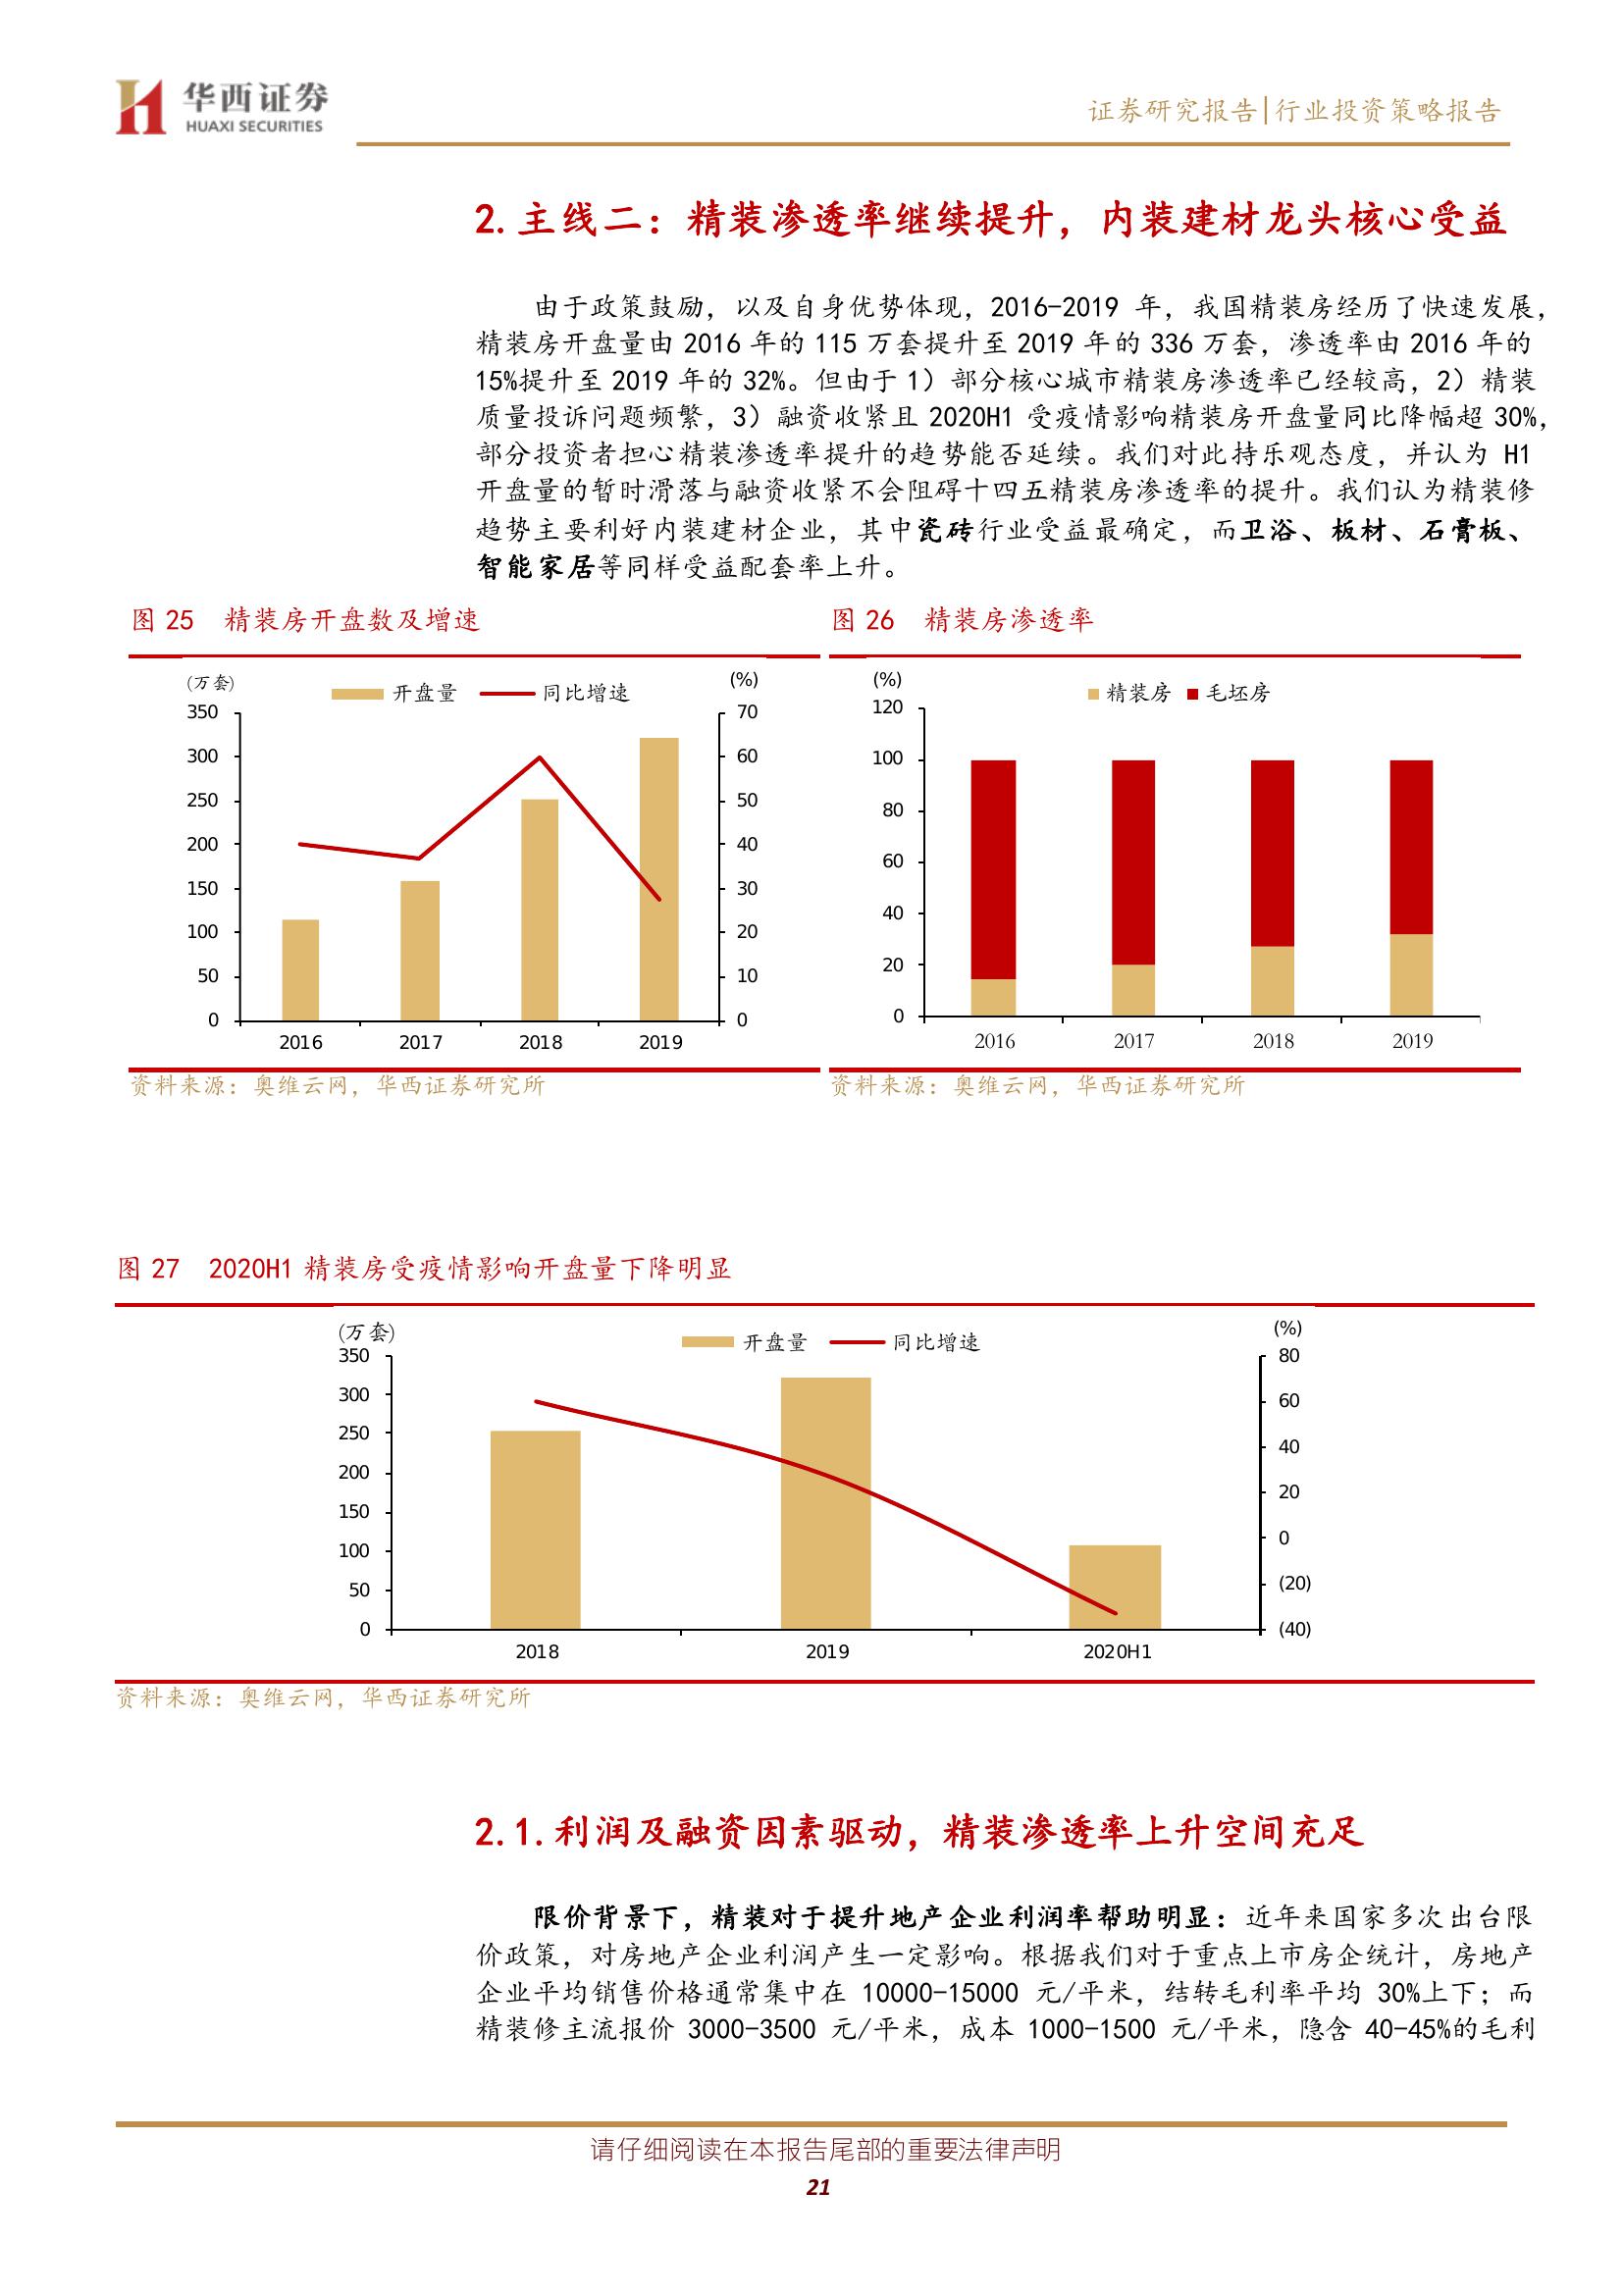 华西证券
HUAXI SECURITIES
证券研究报告|行业投资策略报告
2.主线二：精装渗透率继续提升，内装建材龙头核心受益
由于政策鼓励，以及自身优势体现，2016-2019 年，我国精装房经历了快速发展，
精装房开盘量由 2016 年的 115 万套提升至 2019 年的 336 万套，渗透率由 2016 年的
15%提升至 2019 年的 32%。但由于 1）部分核心城市精装房渗透率已经较高，2）精装
质量投诉问题频繁，3）融资收紧且 2020H1 受疫情影响精装房开盘量同比降幅超 30%，
部分投资者担心精装渗透率提升的趋势能否延续。我们对此持乐观态度，并认为 H1
开盘量的暂时滑落与融资收紧不会阻碍十四五精装房渗透率的提升。我们认为精装修
趋势主要利好内装建材企业，其中瓷砖行业受益最确定，而卫浴、板材、石膏板、
智能家居等同样受益配套率上升。
图 25 精装房开盘数及增速
(万套)
开盘量 同比增速
(%)
350 70
300 60
250 50
200 40
150 30
100 20
50 10
0 0
2016 2017 2018 2019
资料来源：奥维云网，华西证券研究所
图 26 精装房渗透率
(%)
精装房 毛坯房
120
100
80
60
40
20
0
2016 2017 2018 2019
资料来源：奥维云网，华西证券研究所
图 27 2020H1 精装房受疫情影响开盘量下降明显
(万套)
开盘量 同比增速
(%)
350 80
300 60
250 40
200 20
150 0
100 (20)
50 (40)
0
2018 2019 2020H1
资料来源：奥维云网，华西证券研究所
2.1.利润及融资因素驱动，精装渗透率上升空间充足
限价背景下，精装对于提升地产企业利润率帮助明显：近年来国家多次出台限
价政策，对房地产企业利润产生一定影响。根据我们对于重点上市房企统计，房地产
企业平均销售价格通常集中在 10000-15000 元/平米，结转毛利率平均 30%上下；而
精装修主流报价 3000-3500 元/平米，成本 1000-1500 元/平米，隐含 40-45%的毛利
请仔细阅读在本报告尾部的重要法律声明
21